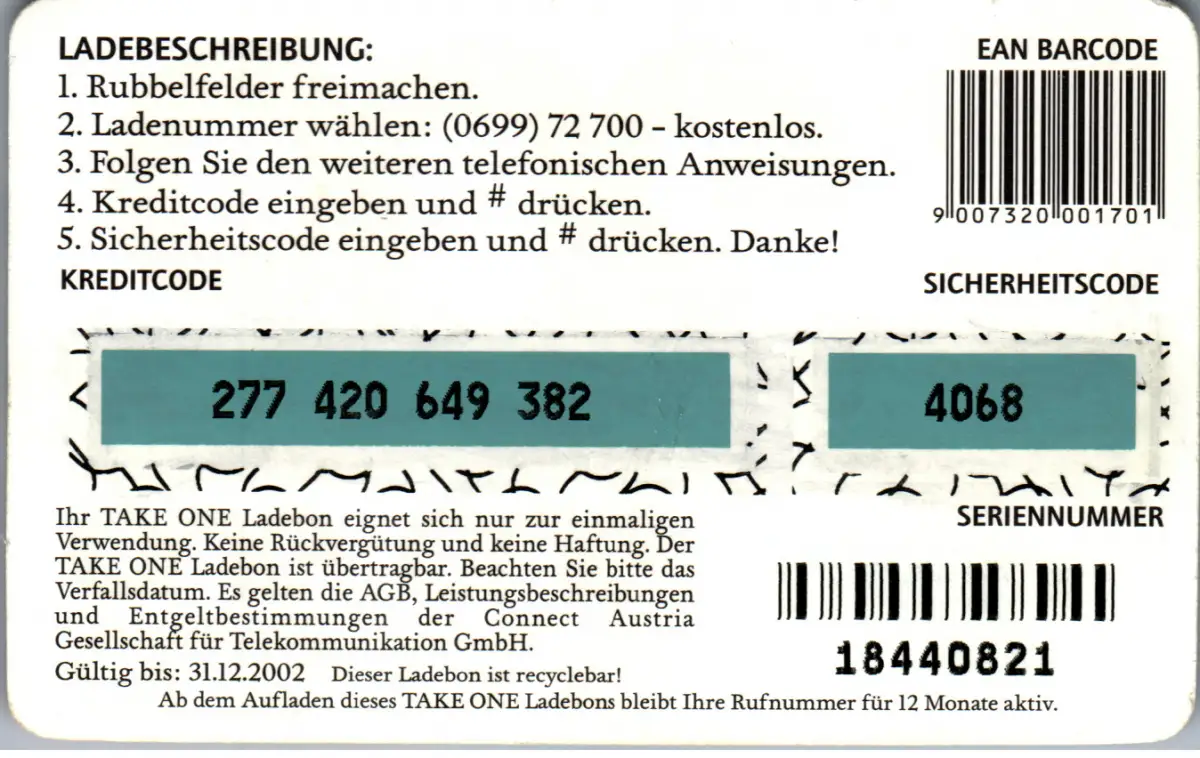 LADEBESCHREIBUNG:
EAN BARCODE
1. Rubbelfelder freimachen.
2. Ladenummer wählen: (0699) 72 700 – kostenlos.
3. Folgen Sie den weiteren telefonischen Anweisungen.
4. Kreditcode eingeben und # drücken.
5. Sicherheitscode eingeben und # drücken. Danke!
9 007320 001701
KREDITCODE
SICHERHEITSCODE
277 420 649 382
4068
Ihr TAKE ONE Ladebon eignet sich nur zur einmaligen
Verwendung. Keine Rückvergütung und keine Haftung. Der
TAKE ONE Ladebon ist übertragbar. Beachten Sie bitte das
Verfallsdatum. Es gelten die AGB, Leistungsbeschreibungen
und Entgeltbestimmungen der Connect Austria
Gesellschaft für Telekommunikation GmbH.
SERIENNUMMER
18440821
Gültig bis: 31.12.2002 Dieser Ladebon ist recyclebar!
Ab dem Aufladen dieses TAKE ONE Ladebons bleibt Ihre Rufnummer für 12 Monate aktiv.